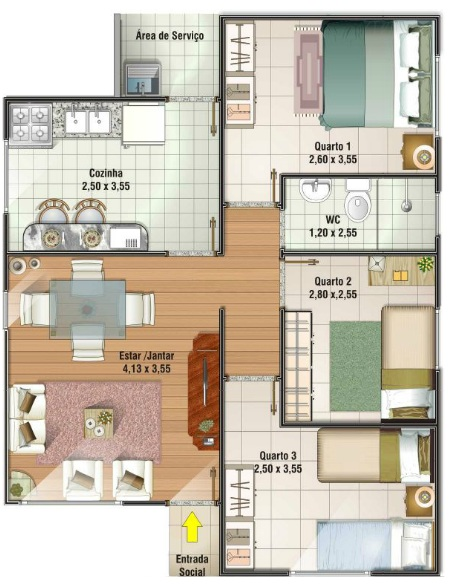 Área de Serviço
Quarto 1
2,60 x 3,55
Cozinha
2,50 x 3,55
WC
1,20 x 2,55
Quarto 2
2,80 x,2,55
Estar /Jantar
4,13 x 3,55
Quarto 3
2,50 x 3,55
Entrada
Social